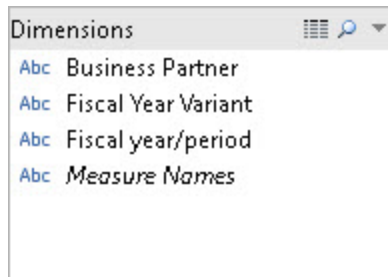 Dimensions
Abc Business Partner
Abc Fiscal Year Variant
Abc Fiscal year/period
Abc Measure Names